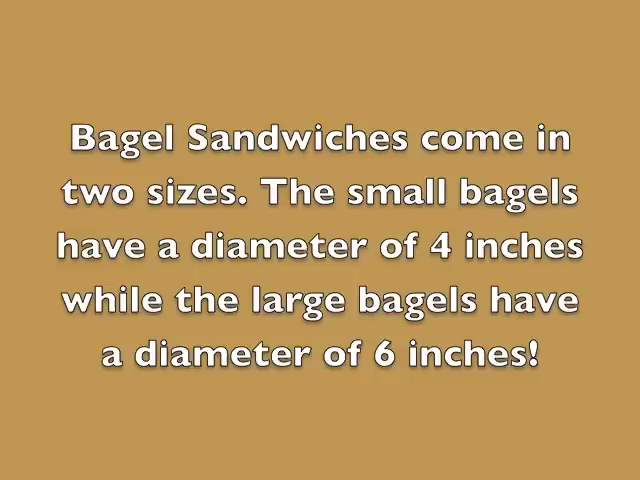 Bagel Sandwiches come in
two sizes. The small bagels
have a diameter of 4 inches
while the large bagels have
a diameter of 6 inches!